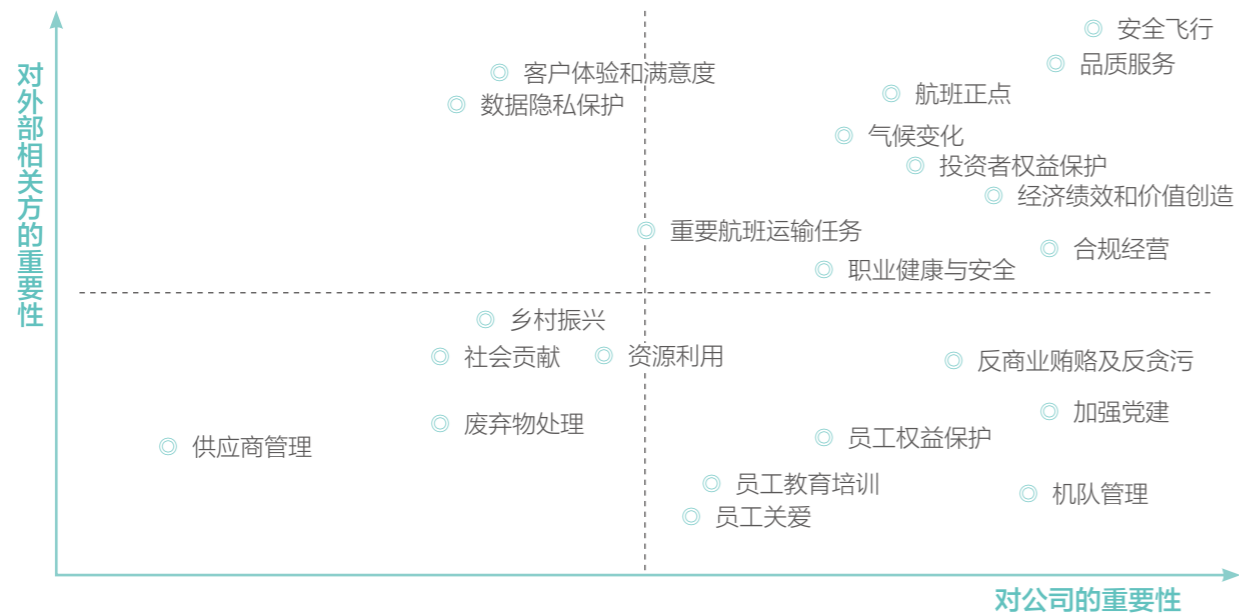 对外部相关方的重要性
安全飞行
品质服务
客户体验和满意度
航班正点
数据隐私保护
气候变化
投资者权益保护
经济绩效和价值创造
重要航班运输任务
合规经营
职业健康与安全
乡村振兴
社会贡献
资源利用
反商业贿赂及反贪污
加强党建
废弃物处理
员工权益保护
供应商管理
员工教育培训
机队管理
员工关爱
对公司的重要性